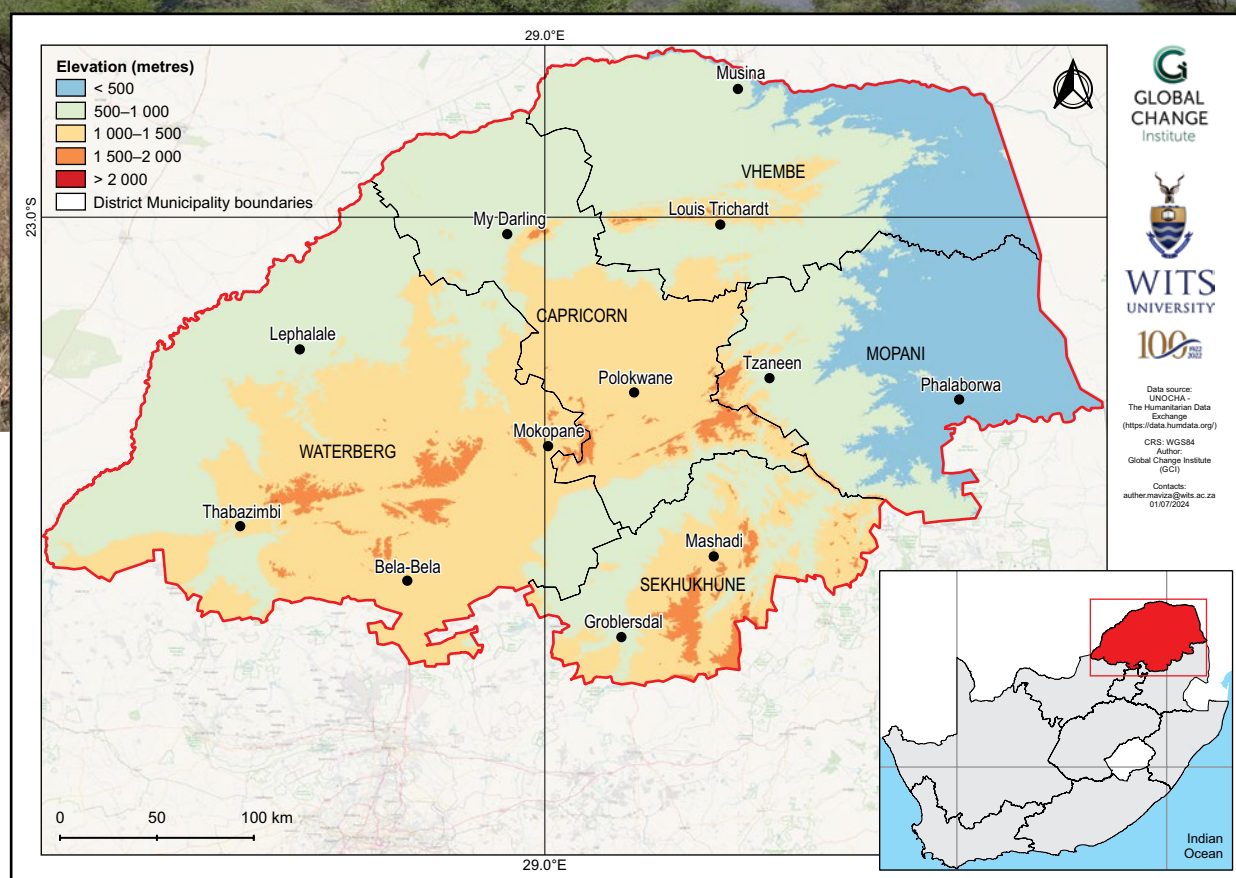 29.0°E
23.0°S
Elevation (metres)
< 500
500–1 000
1 000–1 500
1 500–2 000
> 2 000
District Municipality boundaries
Musina
VHEMBE
Louis Trichardt
My Darling
CAPRICORN
Lephalale
MOPANI
Tzaneen
Polokwane
Phalaborwa
Mokopane
WATERBERG
Thabazimbi
Mashadi
Bela-Bela
SEKHUKHUNE
Groblersdal
0 50 100 km
29.0°E
GLOBAL
CHANGE
Institute
WITS
UNIVERSITY
100 1922
2022
Data source:
UNOCHA -
The Humanitarian Data
Exchange
(https://data.humdata.org/)
CRS: WGS84
Author:
Global Change Institute
(GCI)
Contacts:
auther.maviza@wits.ac.za
01/07/2024
Indian
Ocean